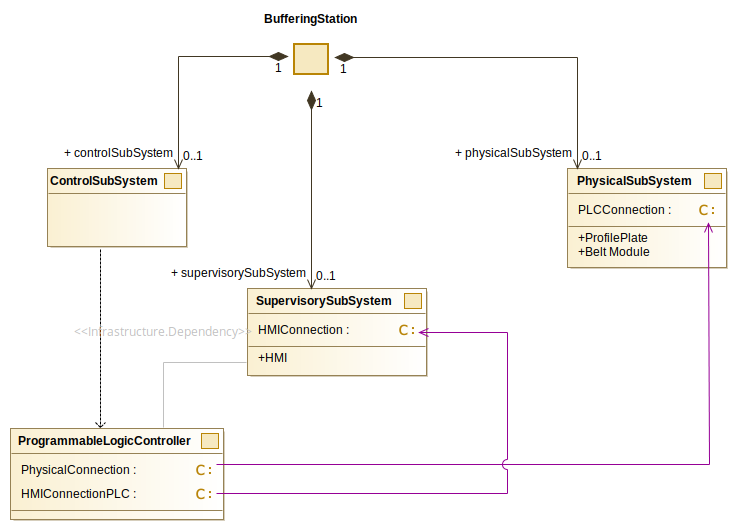 BufferingStation
1
1
1
+ controlSubSystem
0..1
+ physicalSubSystem
0..1
ControlSubSystem
PhysicalSubSystem
PLCConnection : C :
+ProfilePlate
+Belt Module
+ supervisorySubSystem
0..1
SupervisorySubSystem
<<Infrastructure.Dependency>>
HMIConnection : C :
+HMI
ProgrammableLogicController
PhysicalConnection : C :
HMIConnectionPLC : C :